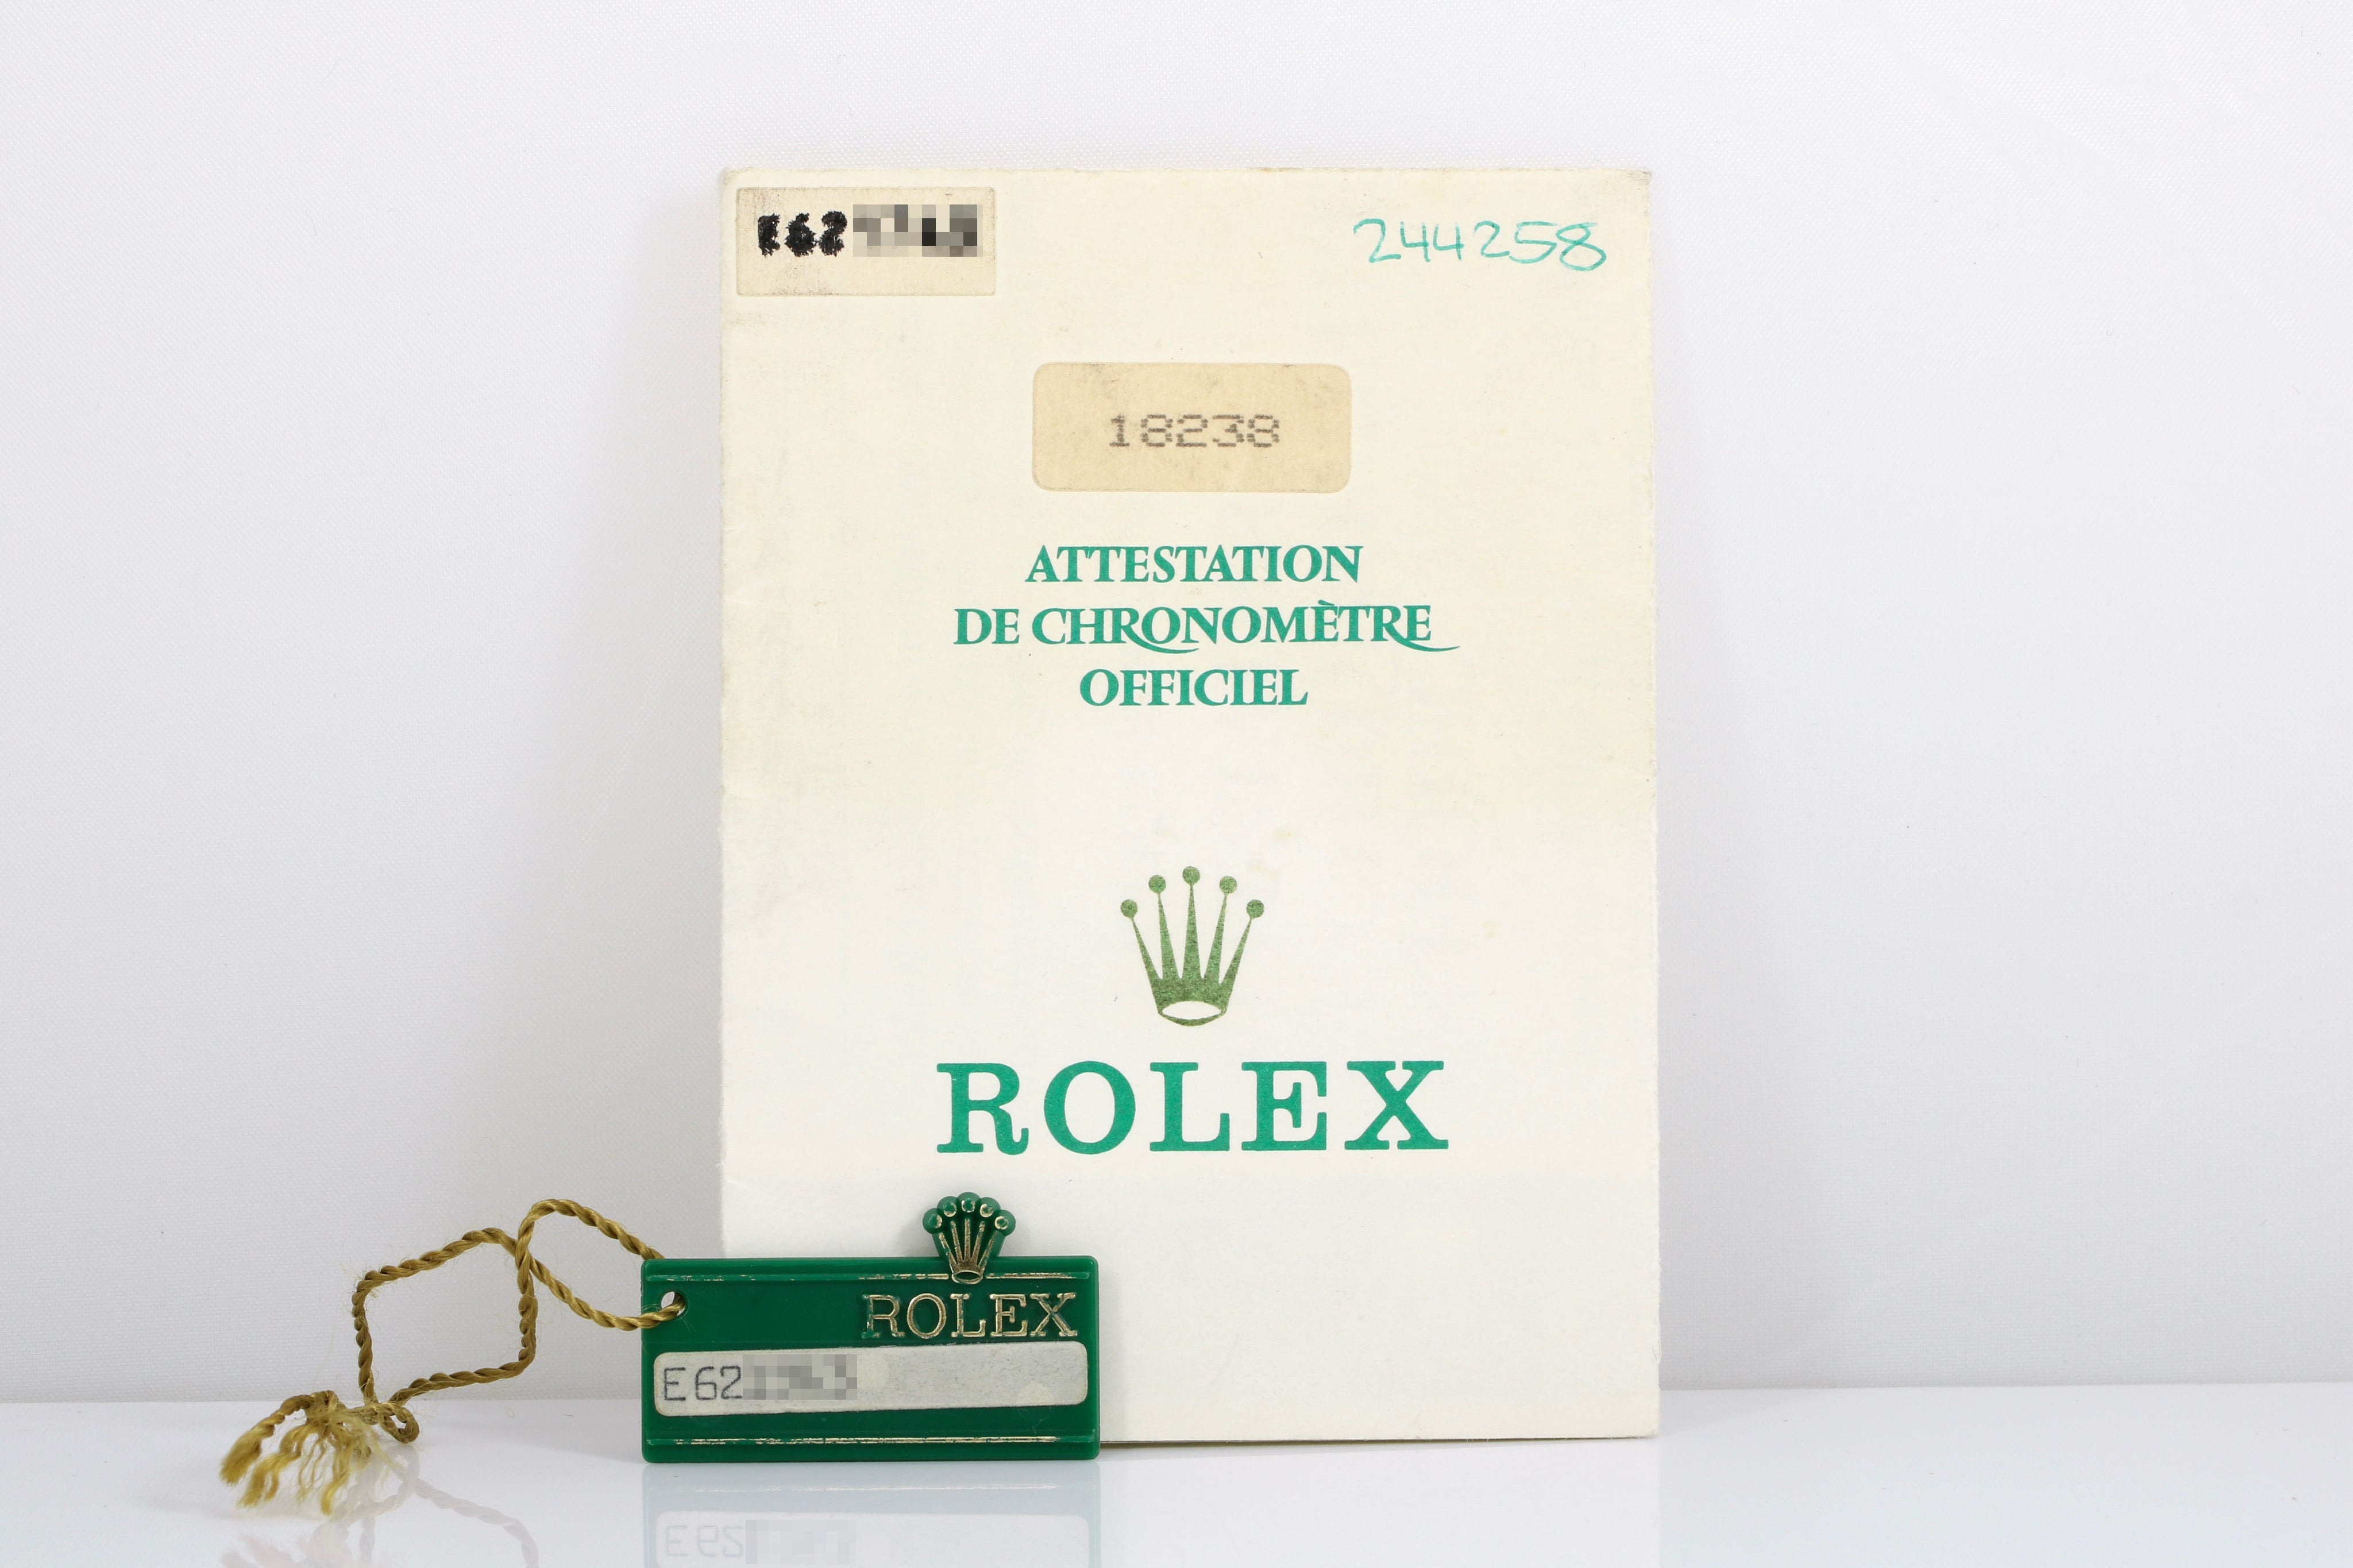 E62
244258
18238
ATTESTATION
DE CHRONOMÈTRE
OFFICIEL
ROLEX
ROLEX
E62